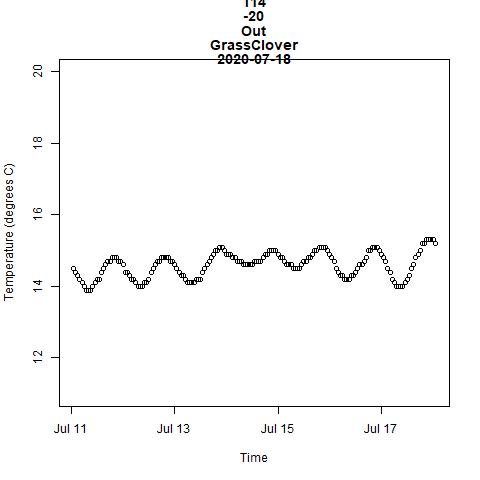 -20
Out
GrassClover
2020-07-18
Temperature (degrees C)
20
18
16
14
12
Jul 11
Jul 13
Jul 15
Jul 17
Time